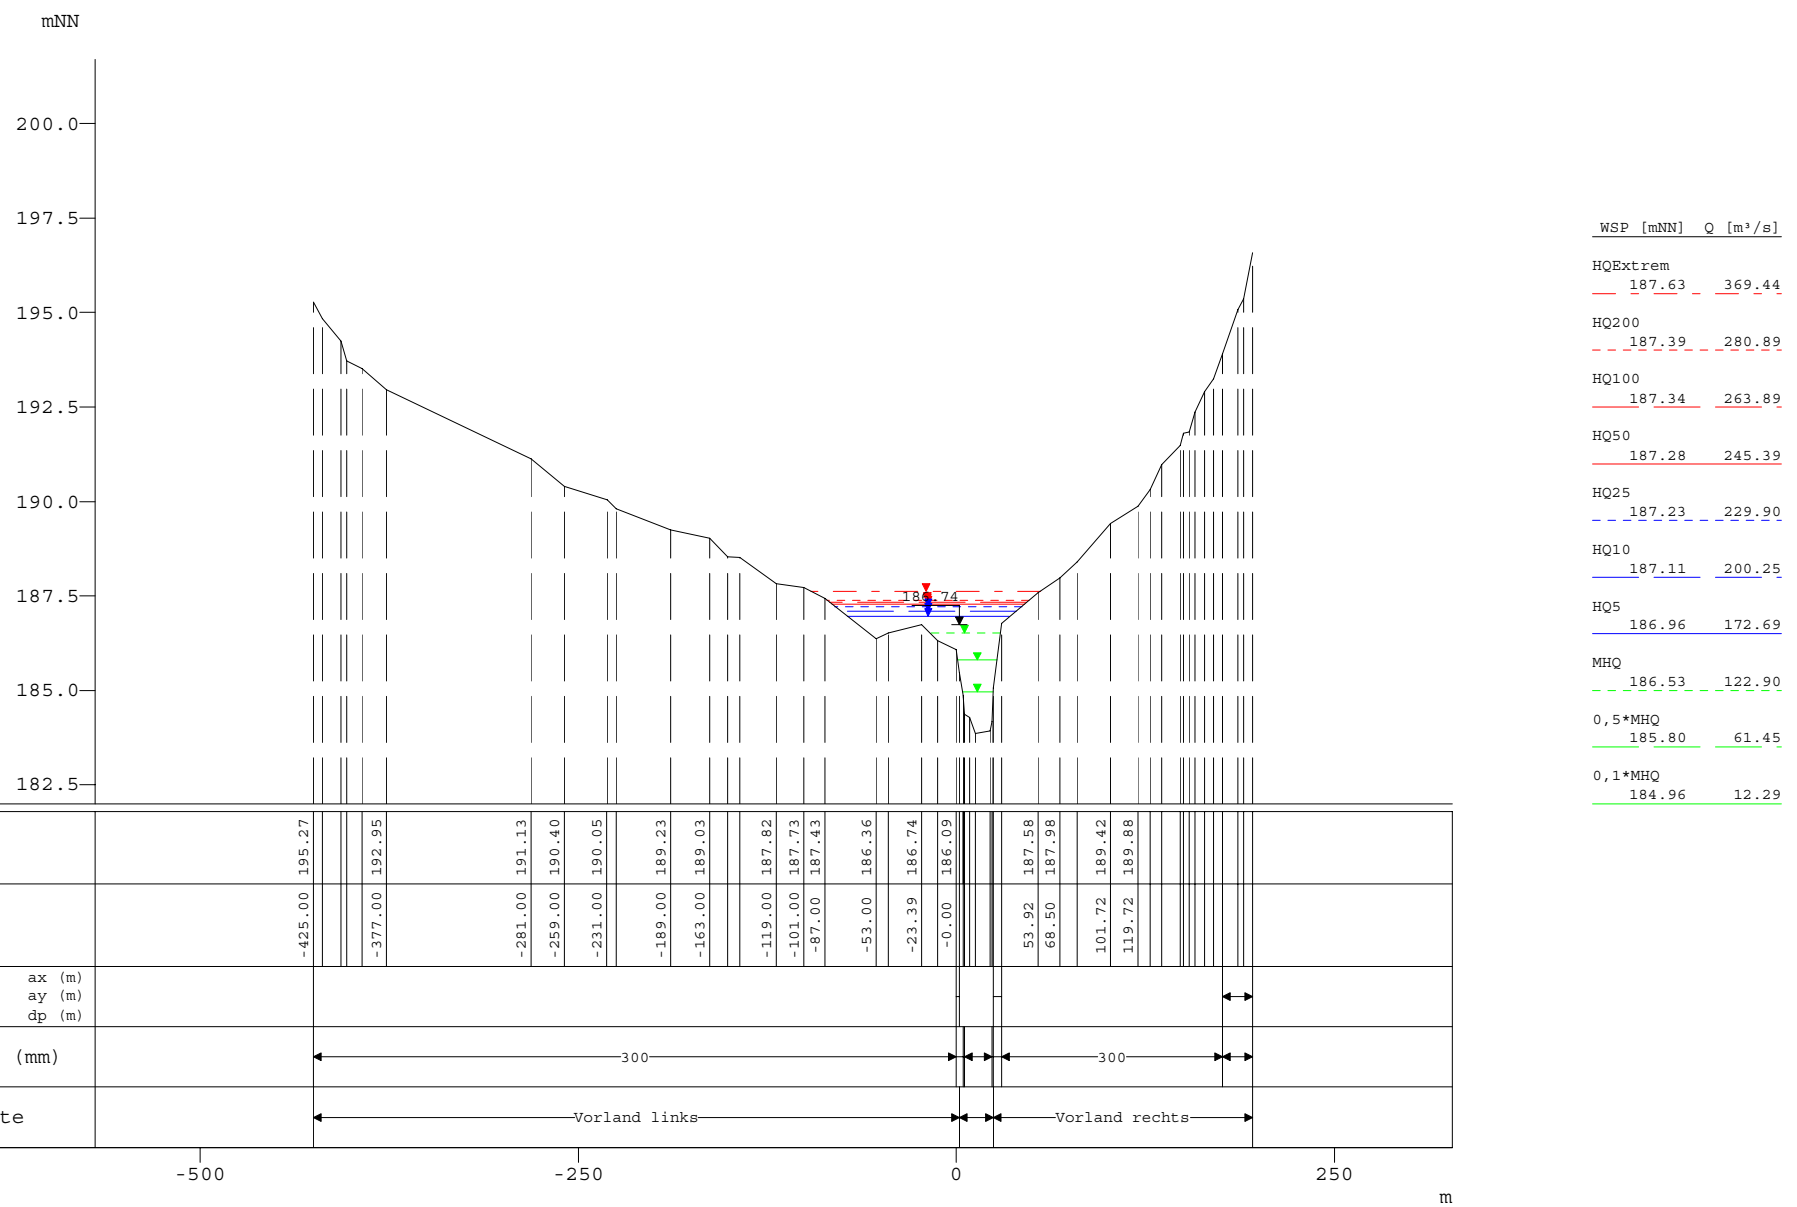 mNN
200.0
197.5
195.0
192.5
190.0
187.5
185.0
182.5
186.74
WSP [mNN] Q [m³/s]
HQExtrem
187.63 369.44
HQ200
187.39 280.89
HQ100
187.34 263.89
HQ50
187.28 245.39
HQ25
187.23 229.90
HQ10
187.11 200.25
HQ5
186.96 172.69
MHQ
186.53 122.90
0,5*MHQ
185.80 61.45
0,1*MHQ
184.96 12.29
195.27 192.95 191.13 190.40 190.05 189.23 189.03 187.82 187.73 187.43 186.36 186.74 186.09 187.58 187.98 189.42 189.88
-425.00 -377.00 -281.00 -259.00 -231.00 -189.00 -163.00 -119.00 -101.00 -87.00 -53.00 -23.39 -0.00 53.92 68.50 101.72 119.72
ax (m)
ay (m)
dp (m)
(mm) 300 300
te Vorland links Vorland rechts
-500 -250 0 250
m